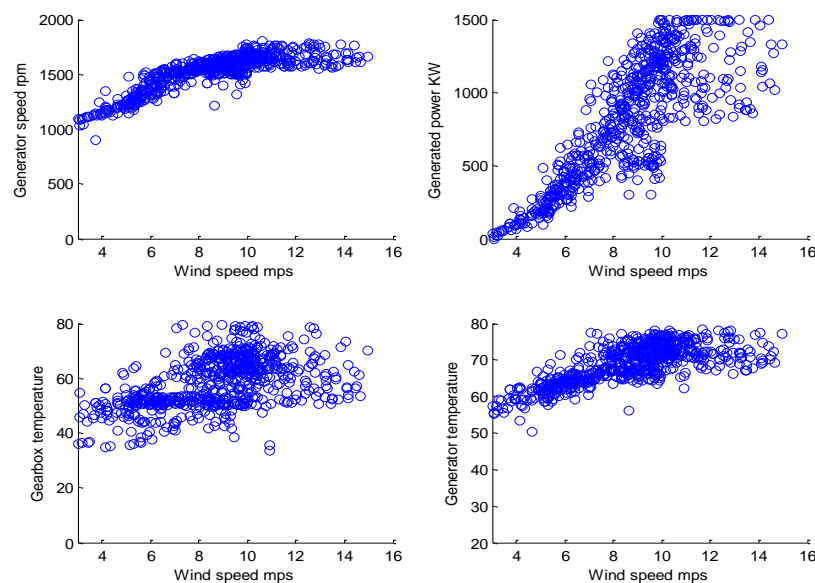 2000
1500
1000
500
0
Generator speed rpm
4 6 8 10 12 14 16
Wind speed mps
1500
1000
500
0
Generated power KW
4 6 8 10 12 14 16
Wind speed mps
80
60
40
20
0
Gearbox temperature
4 6 8 10 12 14 16
Wind speed mps
80
70
60
50
40
30
20
Generator temperature
4 6 8 10 12 14 16
Wind speed mps